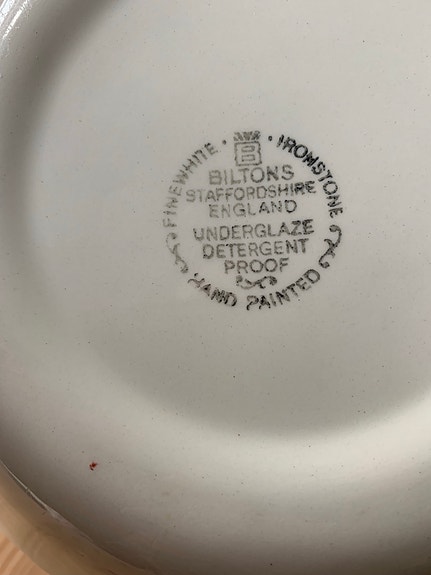 FINEWHITE · IRONSTONE
B
BILTONS
STAFFORDSHIRE
ENGLAND
UNDERGLAZE
DETERGENT
PROOF
HAND PAINTED